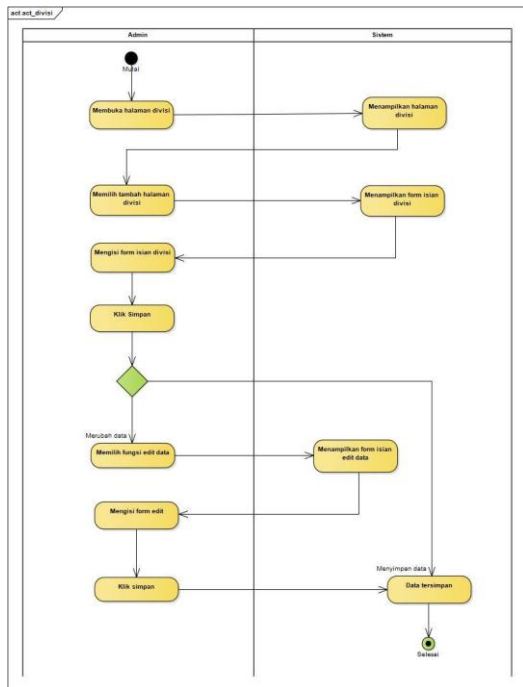 act act_divisi
Admin
Sistem
Mulai
Membuka halaman divisi
Menampilkan halaman
divisi
Memilih tambah halaman
divisi
Menampilkan form isian
divisi
Mengisi form isian divisi
Klik Simpan
Merubah data
Memilih fungsi edit data
Menampilkan form isian
edit data
Mengisi form edit
Menyimpan data
Klik simpan
Data tersimpan
Selesai